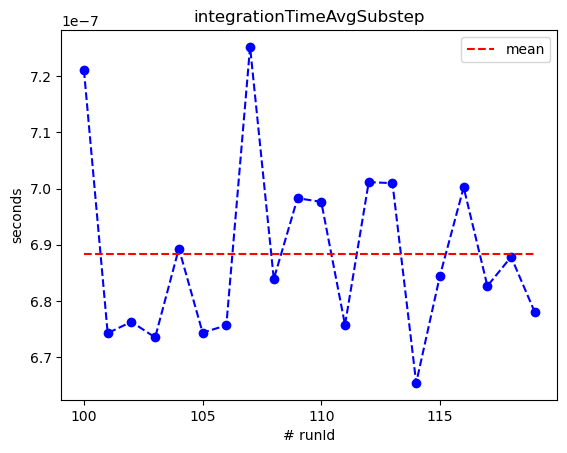 integrationTimeAvgSubstep
1e−7
mean
7.2
7.1
7.0
6.9
6.8
6.7
seconds
100
105
110
115
# runId